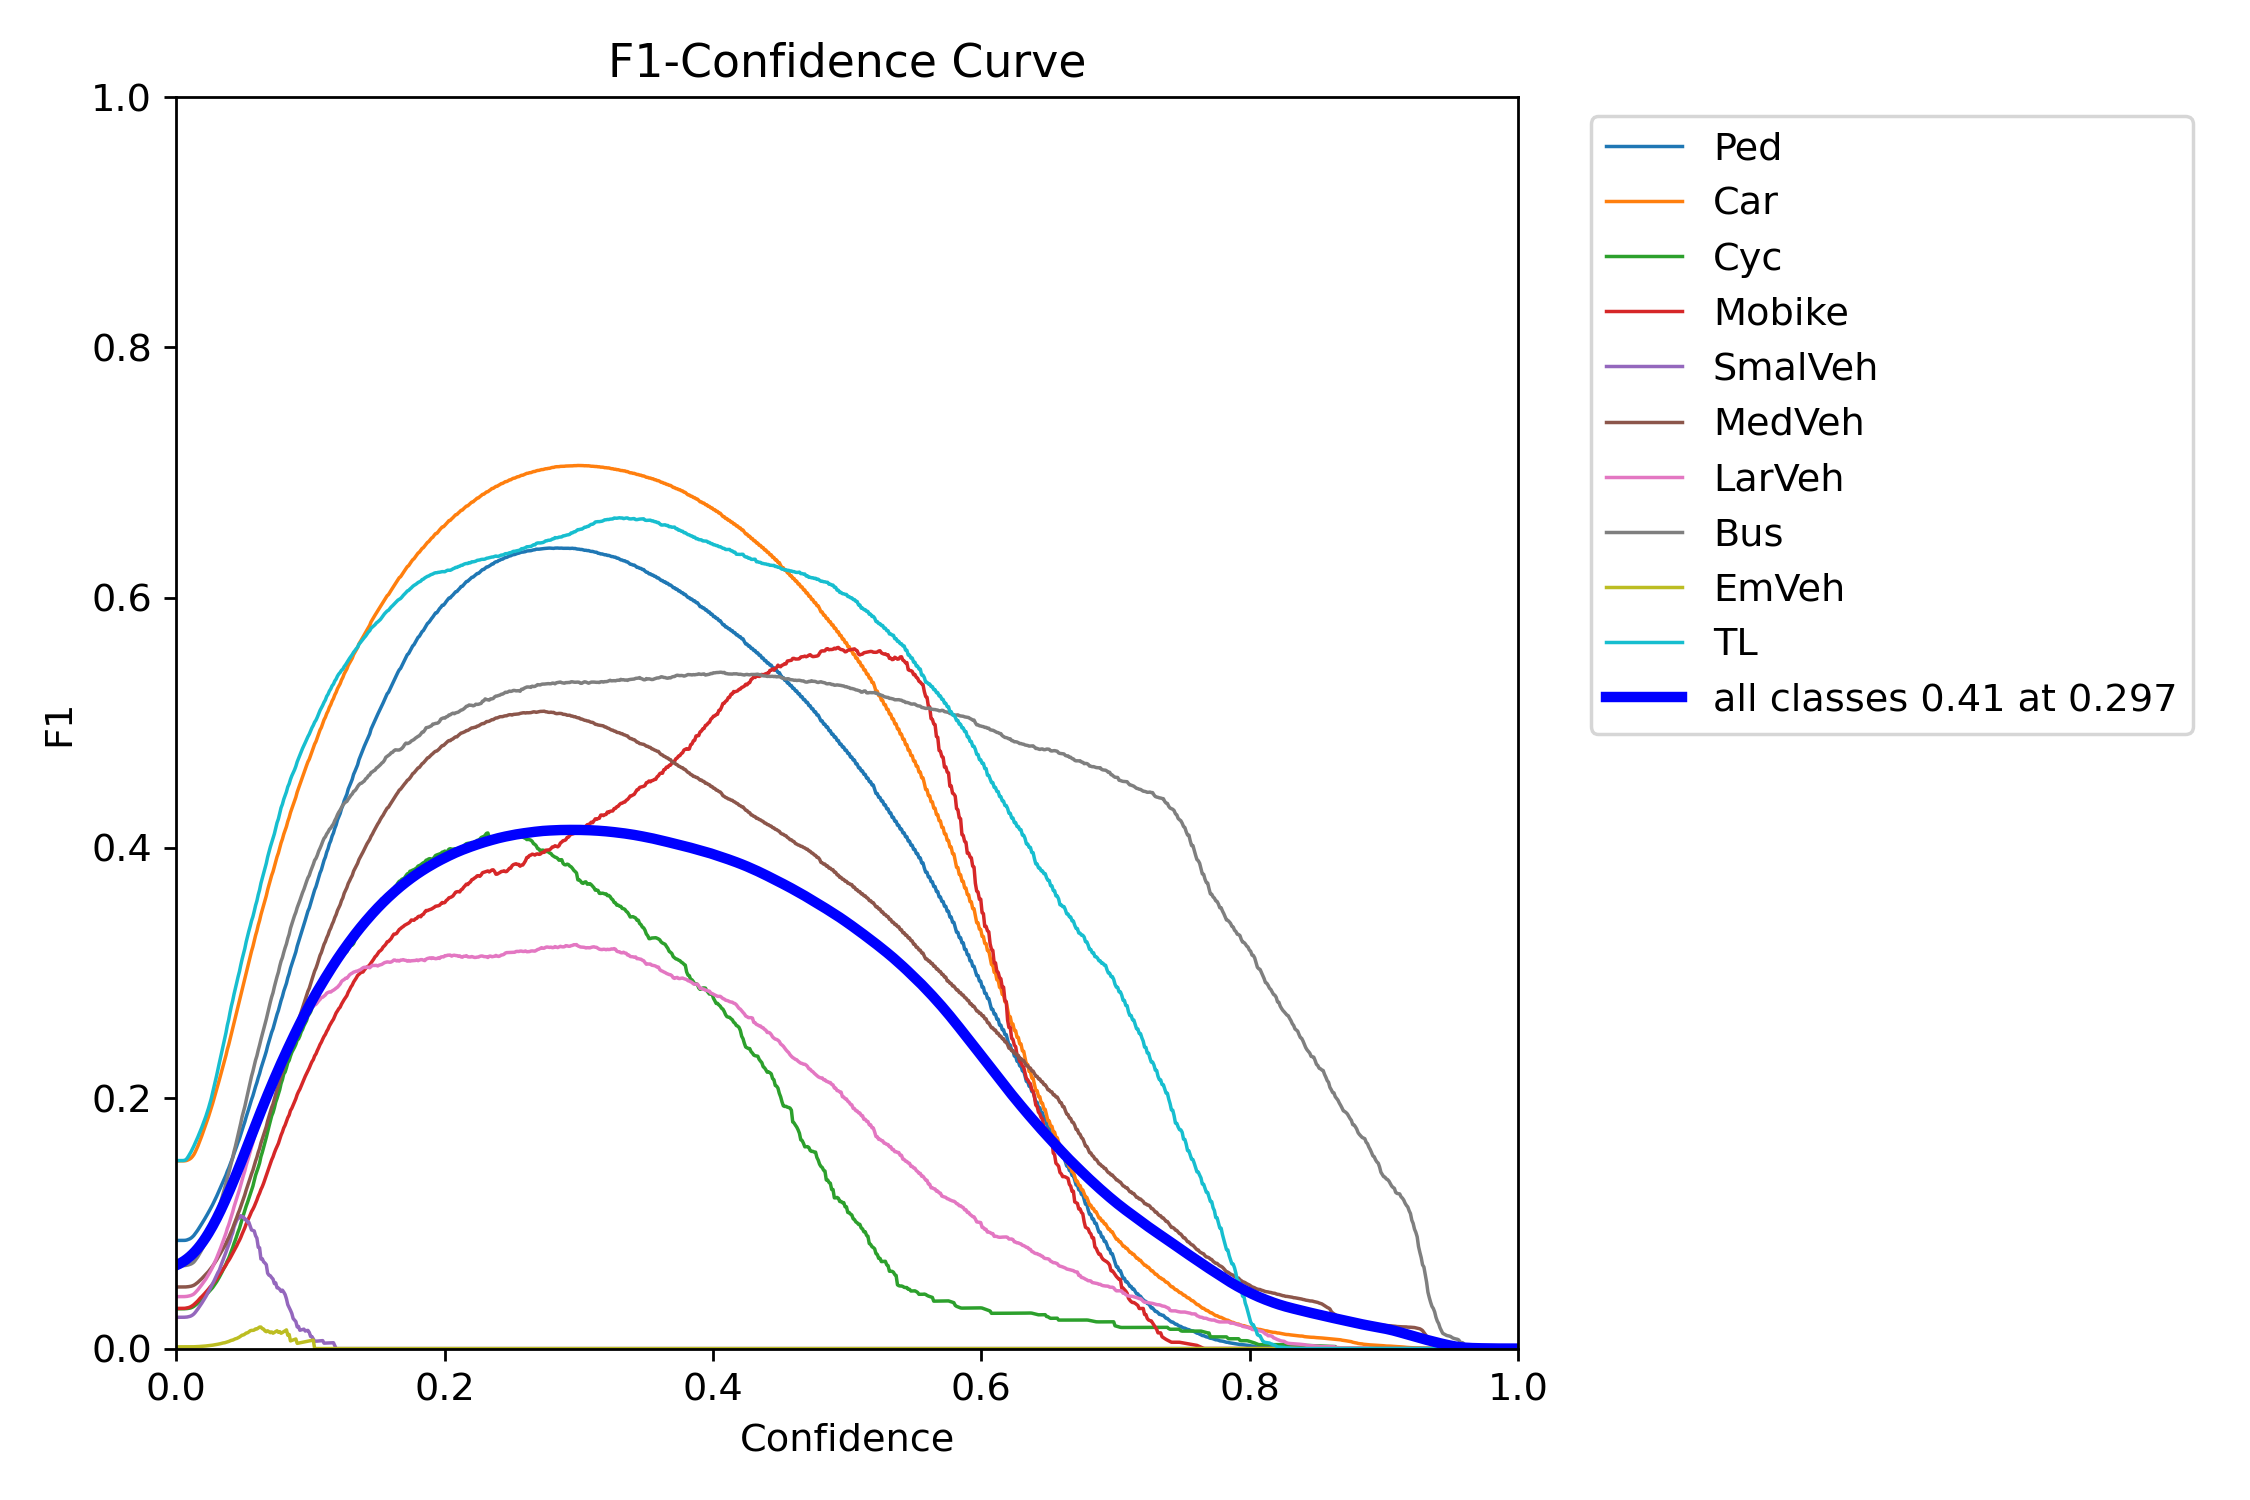 F1-Confidence Curve
1.0
0.8
0.6
0.4
0.2
0.0
F1
0.0 0.2 0.4 0.6 0.8 1.0
Confidence
Ped
Car
Cyc
Mobike
SmalVeh
MedVeh
LarVeh
Bus
EmVeh
TL
all classes 0.41 at 0.297